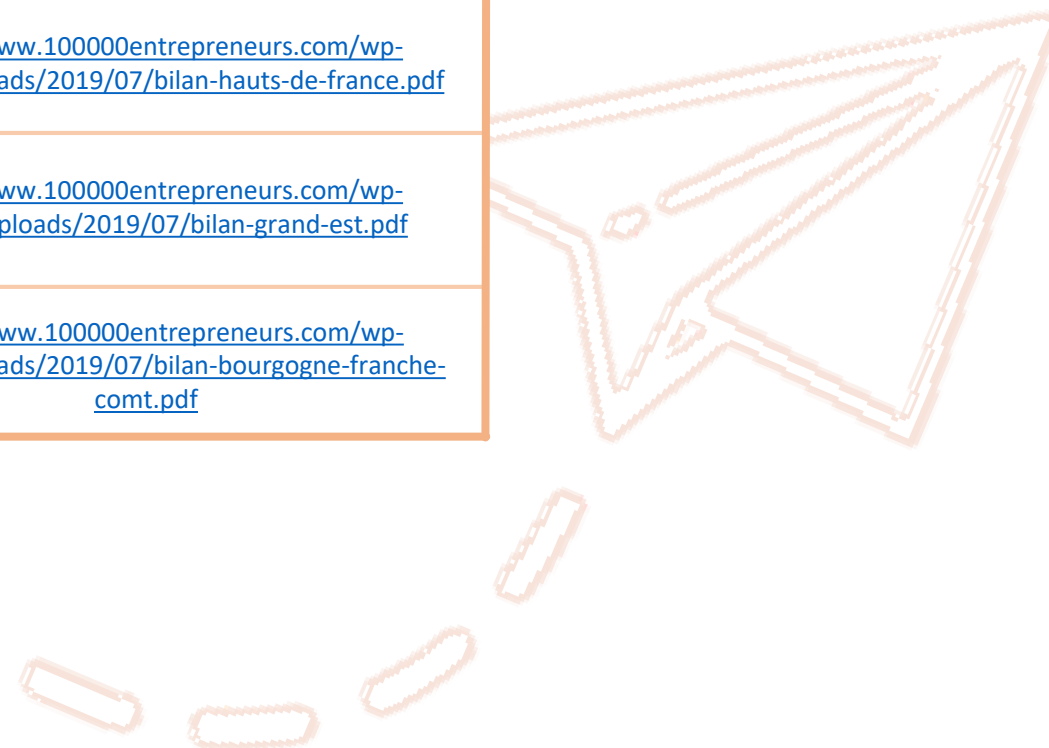 ww.100000entrepreneurs.com/wp-
ads/2019/07/bilan-hauts-de-france.pdf
ww.100000entrepreneurs.com/wp-
ploads/2019/07/bilan-grand-est.pdf
ww.100000entrepreneurs.com/wp-
ads/2019/07/bilan-bourgogne-franche-
comt.pdf